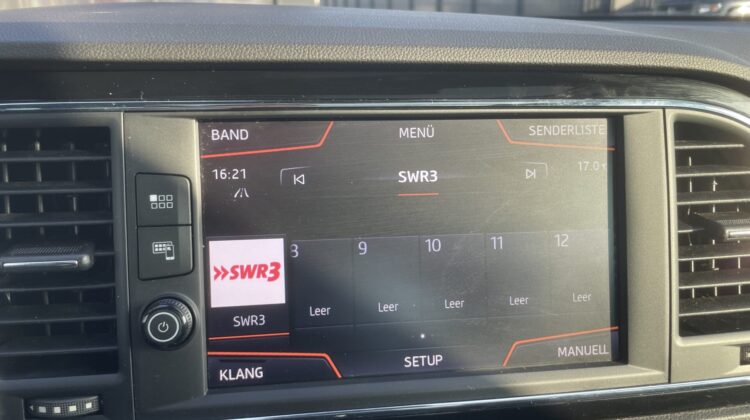 BAND MENÜ SENDERLISTE
16:21 SWR3 17.0
8 9 10 11 12
»SWR3
Leer Leer Leer Leer Leer
SWR3
KLANG SETUP MANUELL